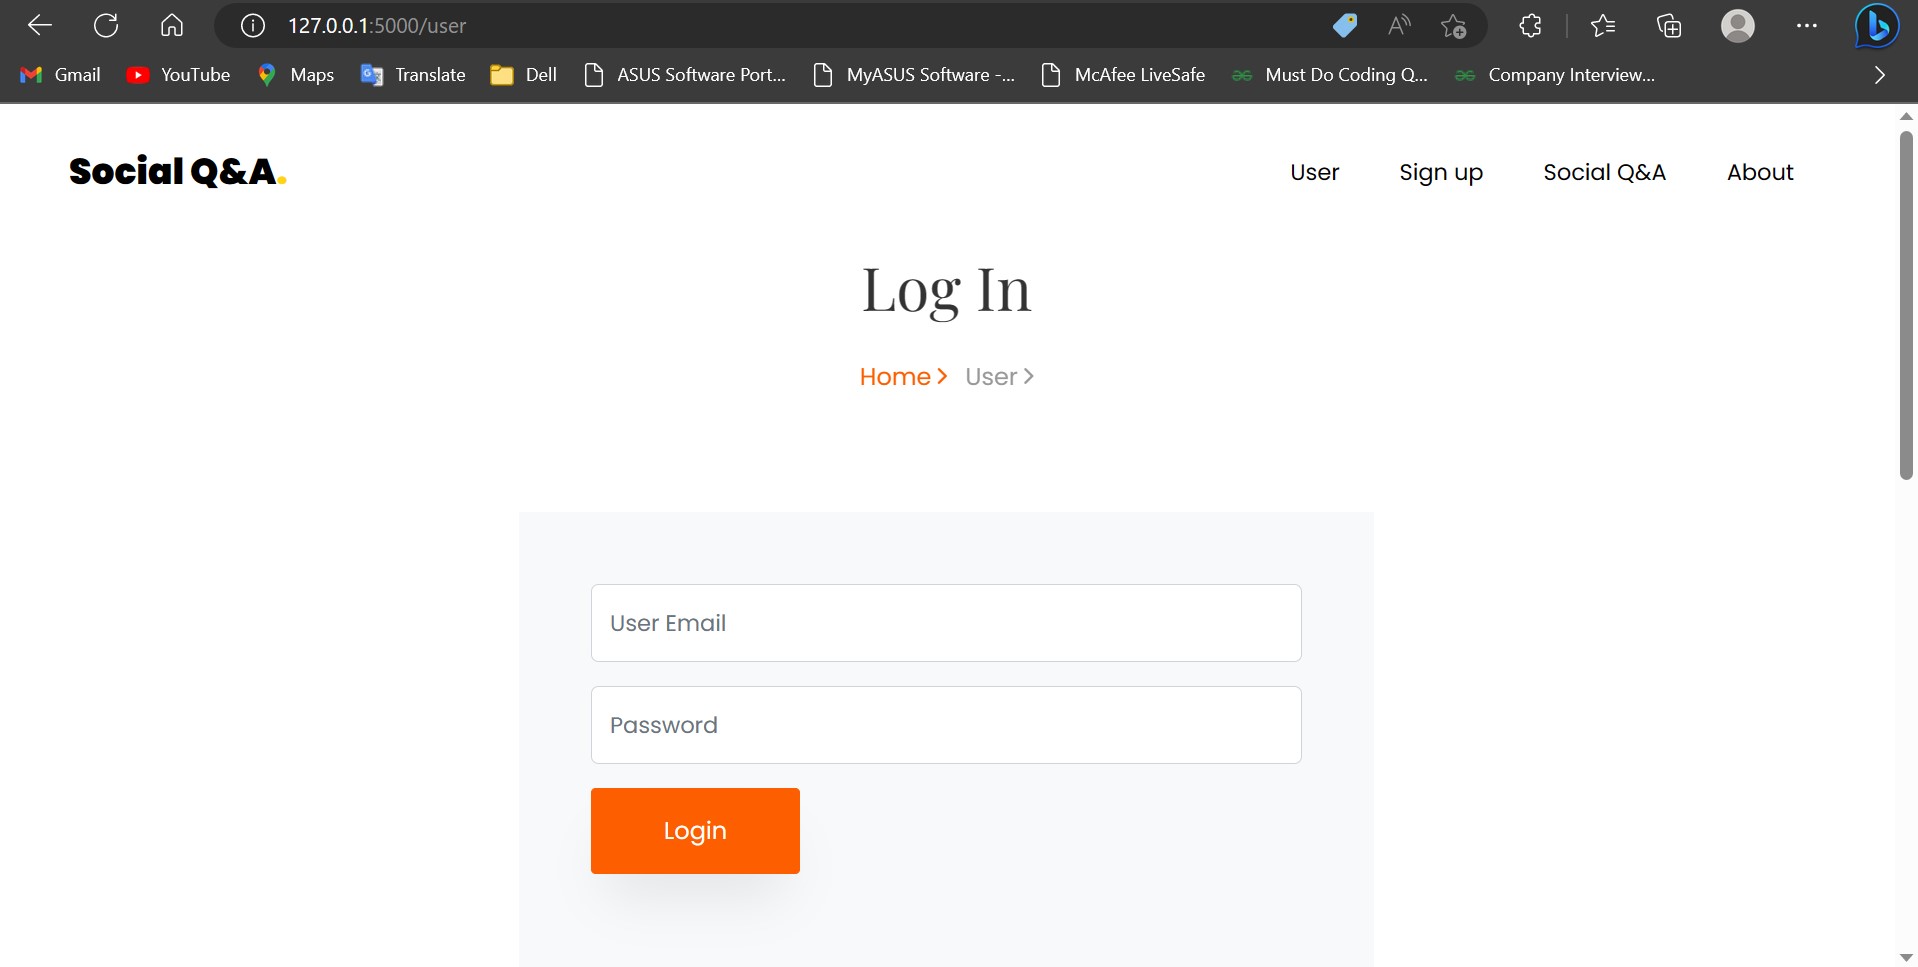 127.0.0.1:5000/user
Gmail YouTube Maps Translate Dell ASUS Software Port... MyASUS Software -... McAfee LiveSafe Must Do Coding Q... Company Interview...
Social Q&A. User Sign up Social Q&A About
Log In
Home > User >
User Email
Password
Login